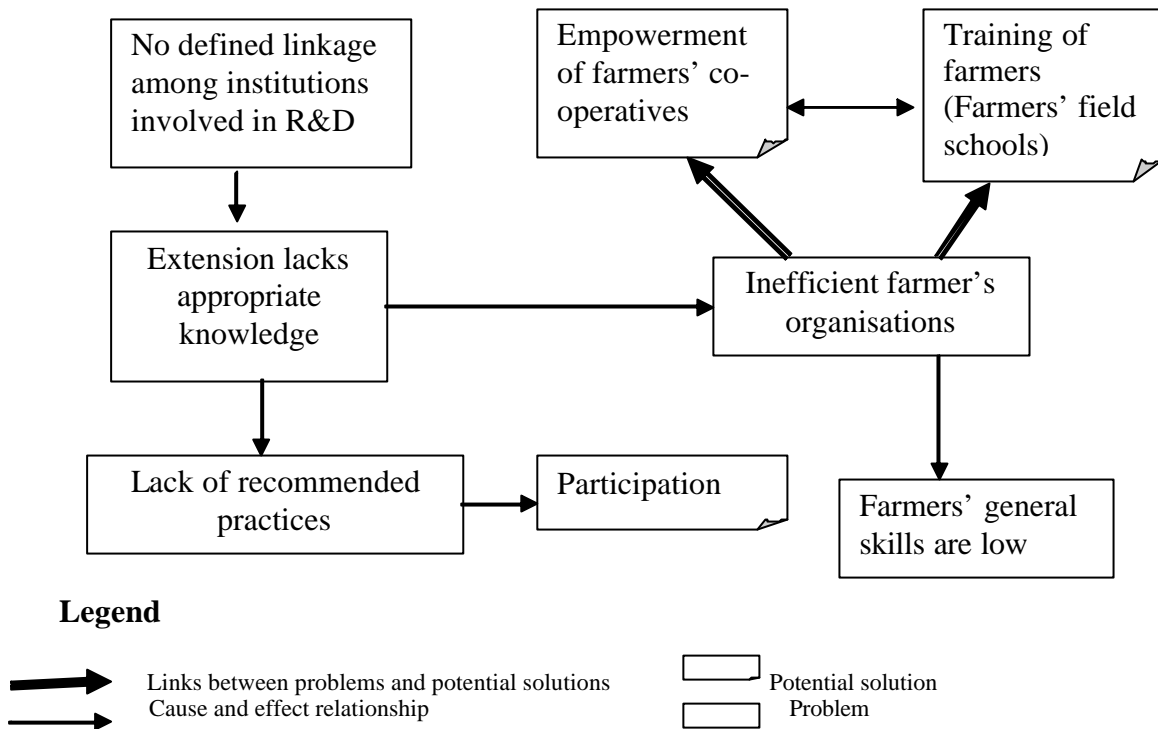 No defined linkage
among institutions
involved in R&D
Empowerment
of farmers’ co-
operatives
Training of
farmers
(Farmers’ field
schools)
Extension lacks
appropriate
knowledge
Inefficient farmer’s
organisations
Lack of recommended
practices
Participation
Farmers’ general
skills are low
Legend
Links between problems and potential solutions
Cause and effect relationship
Potential solution
Problem